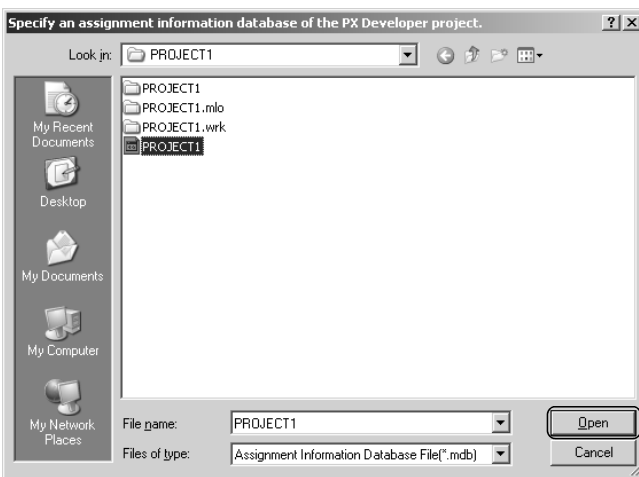 Specify an assignment information database of the PX Developer project.
Look in: PROJECT1
PROJECT1
PROJECT1.mlo
PROJECT1.wrk
PROJECT1
My Recent
Documents
Desktop
My Documents
My Computer
My Network
Places
File name: PROJECT1 Open
Files of type: Assignment Information Database File(*.mdb) Cancel